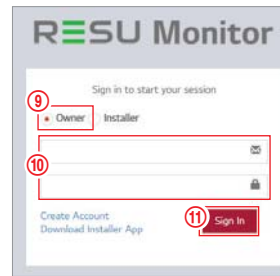 RESU Monitor
Sign in to start your session
⑨
Owner Installer
⑩
Create Account
⑪ Sign In
Download Installer App